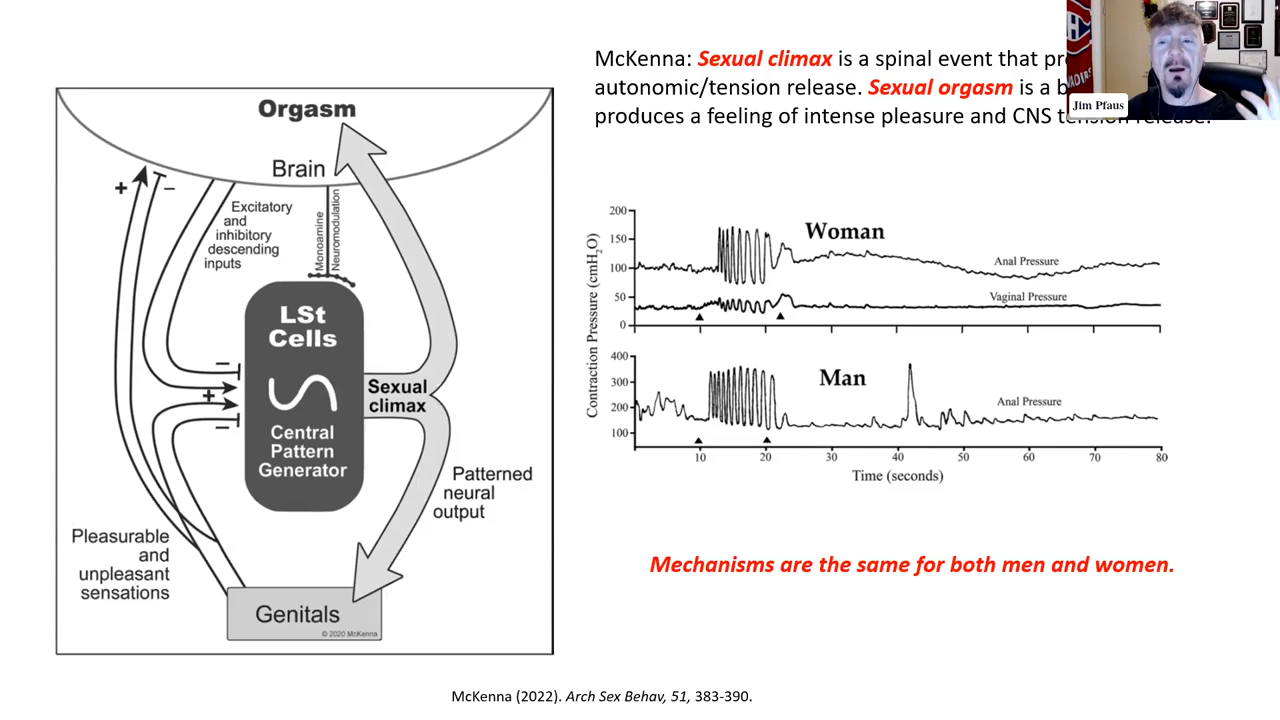 McKenna: Sexual climax is a spinal event that pr
autonomic/tension release. Sexual orgasm is a b
produces a feeling of intense pleasure and CNS tension release.
Jim Pfaus
Orgasm
Brain
+
−
Excitatory
and
inhibitory
descending
inputs
Monoamine
Neuromodulation
LSt
Cells
−
+
−
Sexual
climax
Central
Pattern
Generator
Patterned
neural
output
Pleasurable
and
unpleasant
sensations
Genitals
© 2020 McKenna
Contraction Pressure (cmH2O)
200
150
100
50
0
Woman
Anal Pressure
Vaginal Pressure
400
300
200
100
Man
Anal Pressure
10 20 30 40 50 60 70 80
Time (seconds)
Mechanisms are the same for both men and women.
McKenna (2022). Arch Sex Behav, 51, 383-390.